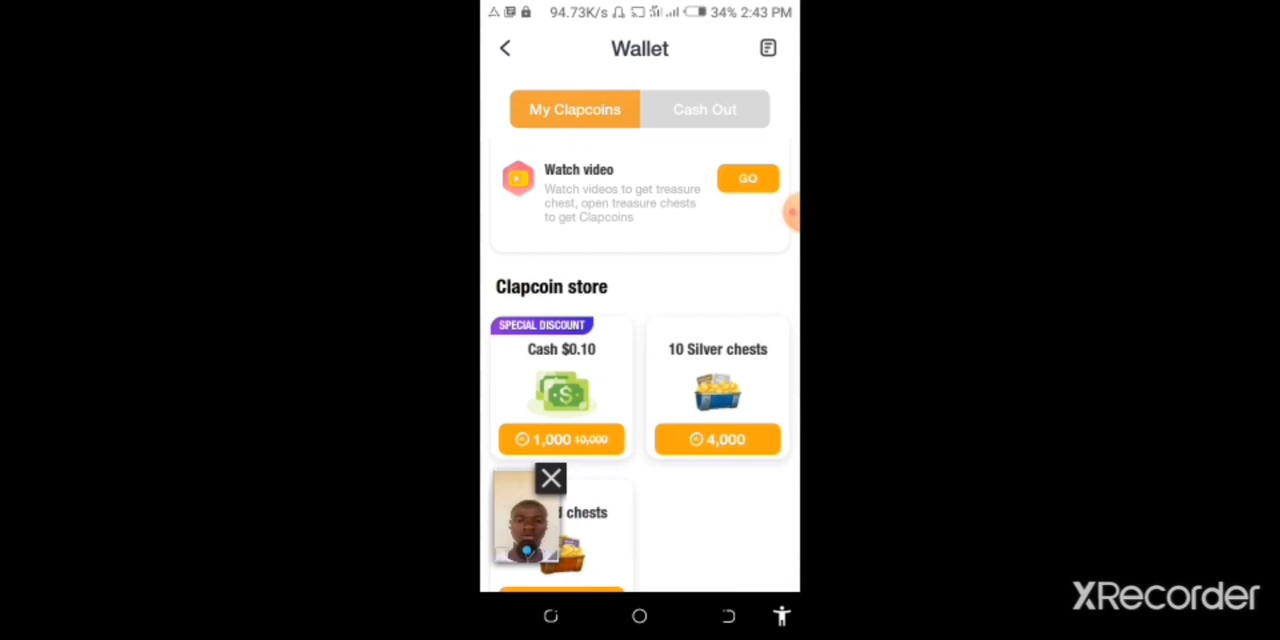 94.73K/s 34% 2:43 PM
Wallet
My Clapcoins
Cash Out
Watch video
Watch videos to get treasure
chest, open treasure chests
to get Clapcoins
GO
Clapcoin store
SPECIAL DISCOUNT
Cash $0.10
1,000 10,000
10 Silver chests
4,000
chests
XRecorder